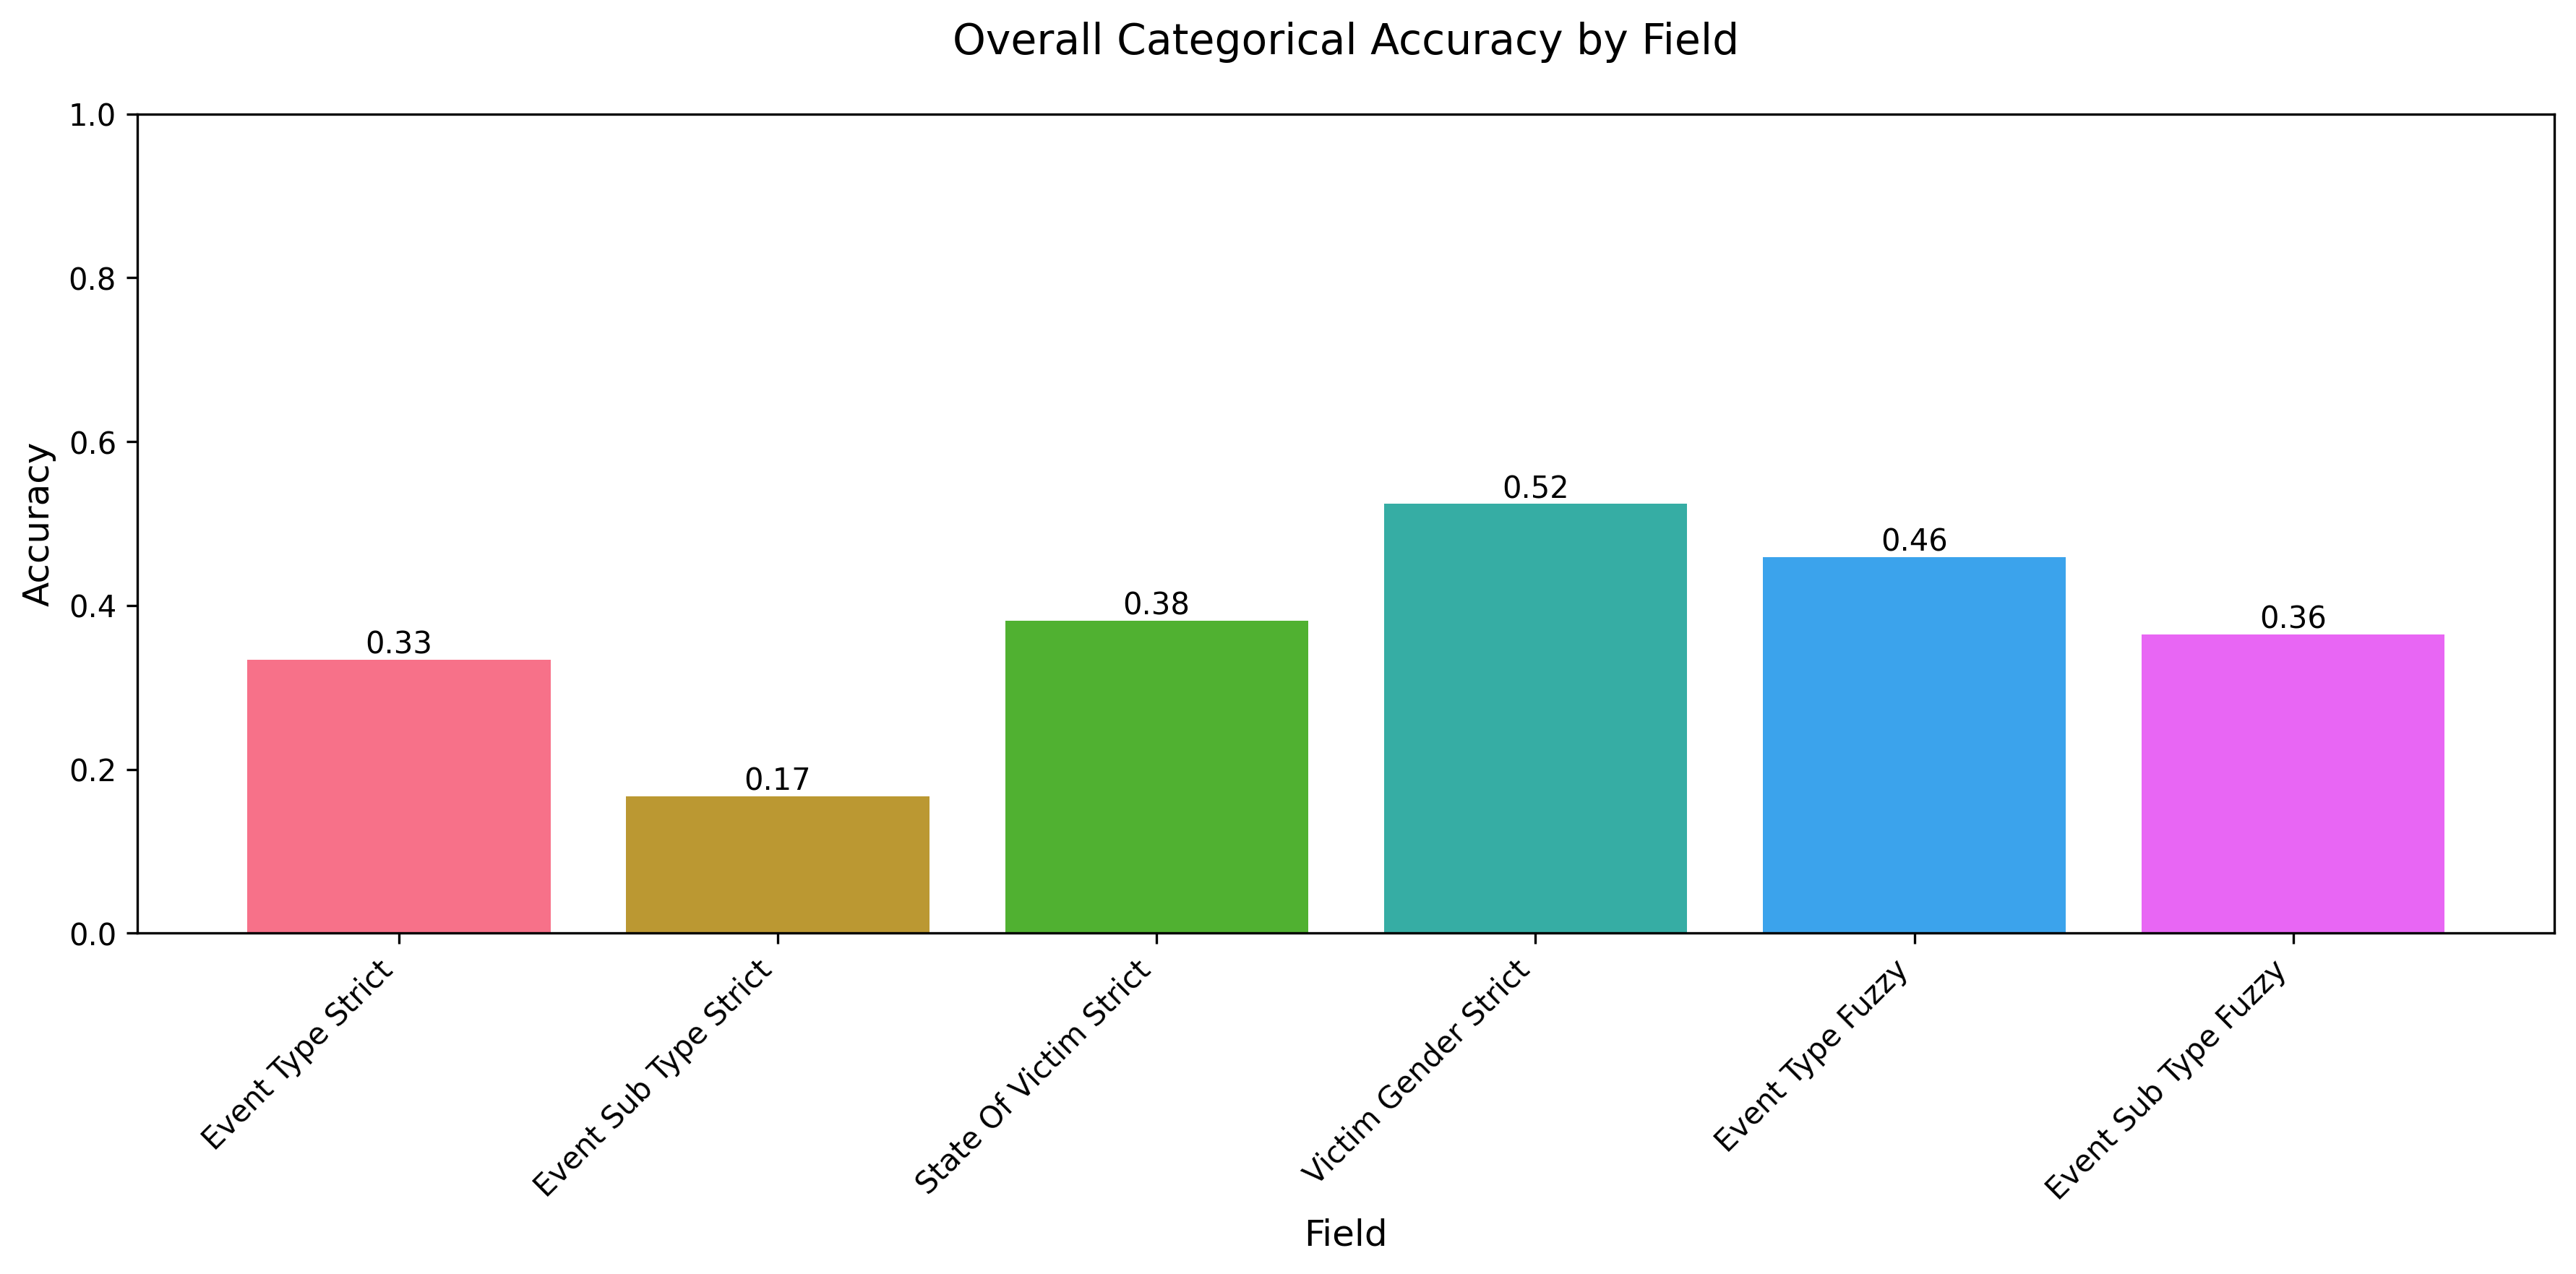 Overall Categorical Accuracy by Field
Accuracy
1.0
0.8
0.6
0.4
0.2
0.0
0.33
0.17
0.38
0.52
0.46
0.36
Event Type Strict
Event Sub Type Strict
State Of Victim Strict
Victim Gender Strict
Event Type Fuzzy
Event Sub Type Fuzzy
Field